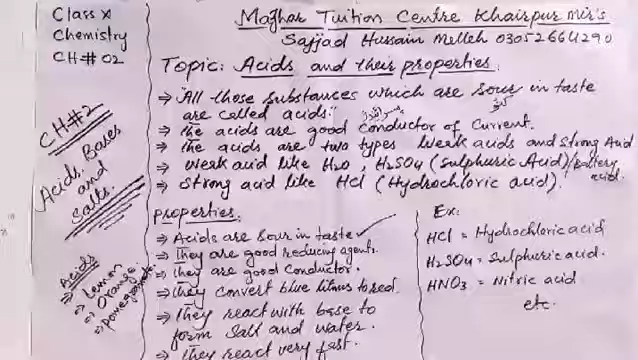 Class X
Chemistry
CH#02
Majhar Tuition Centre Khairpur Mir's
Sajjad Hussain Melleh 03052664290
Topic: Acids and their properties.
⇒ "All those substances which are sour in taste
are called acids."
⇒ the acids are good conductor of current.
⇒ the acids are two types weak acids and strong Acid
⇒ weak acid like H2O, H2SO4 (Sulphuric Acid)/battery
acid.
⇒ strong acid like HCl (Hydrochloric acid).
CH#2
Acids, Bases
and
Salts.
Acids
⇒ Lemon
⇒ Orange
⇒ pomegranate
properties.
⇒ Acids are sour in taste
⇒ They are good reducing agents.
⇒ they are good conductor.
⇒ they convert blue litmus to red.
⇒ They react with base to
form salt and water.
⇒ They react very fast.
Ex:
HCl = Hydrochloric acid
H2SO4 = Sulphuric acid.
HNO3 = Nitric acid
etc.